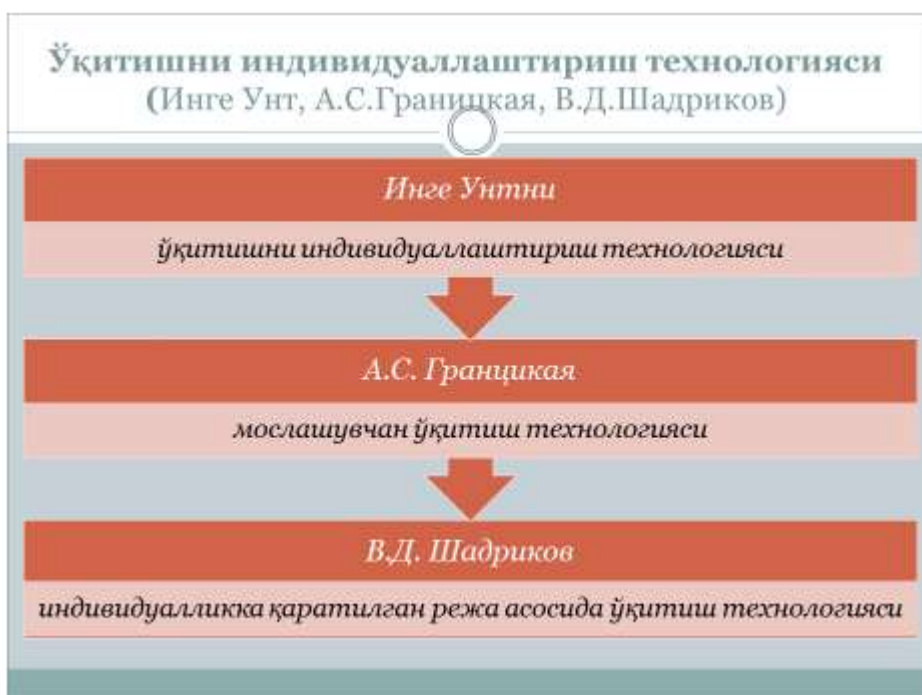 Ўқитишни индивидуаллаштириш технологияси
(Инге Унт, А.С.Границкая, В.Д.Шадриков)
Инге Унтни
ўқитишни индивидуаллаштириш технологияси
А.С. Гранцикая
мослашувчан ўқитиш технологияси
В.Д. Шадриков
индивидуалликка қаратилган режа асосида ўқитиш технологияси